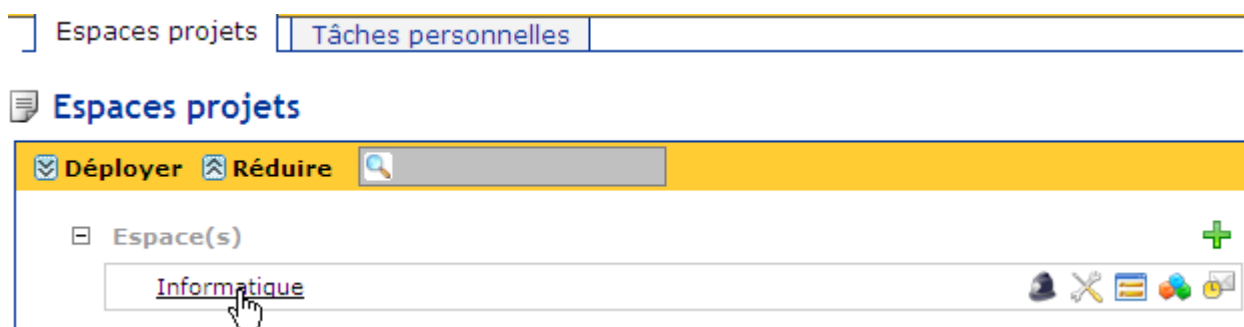 Espaces projets Tâches personnelles
Espaces projets
Déployer Réduire
Espace(s)
Informatique